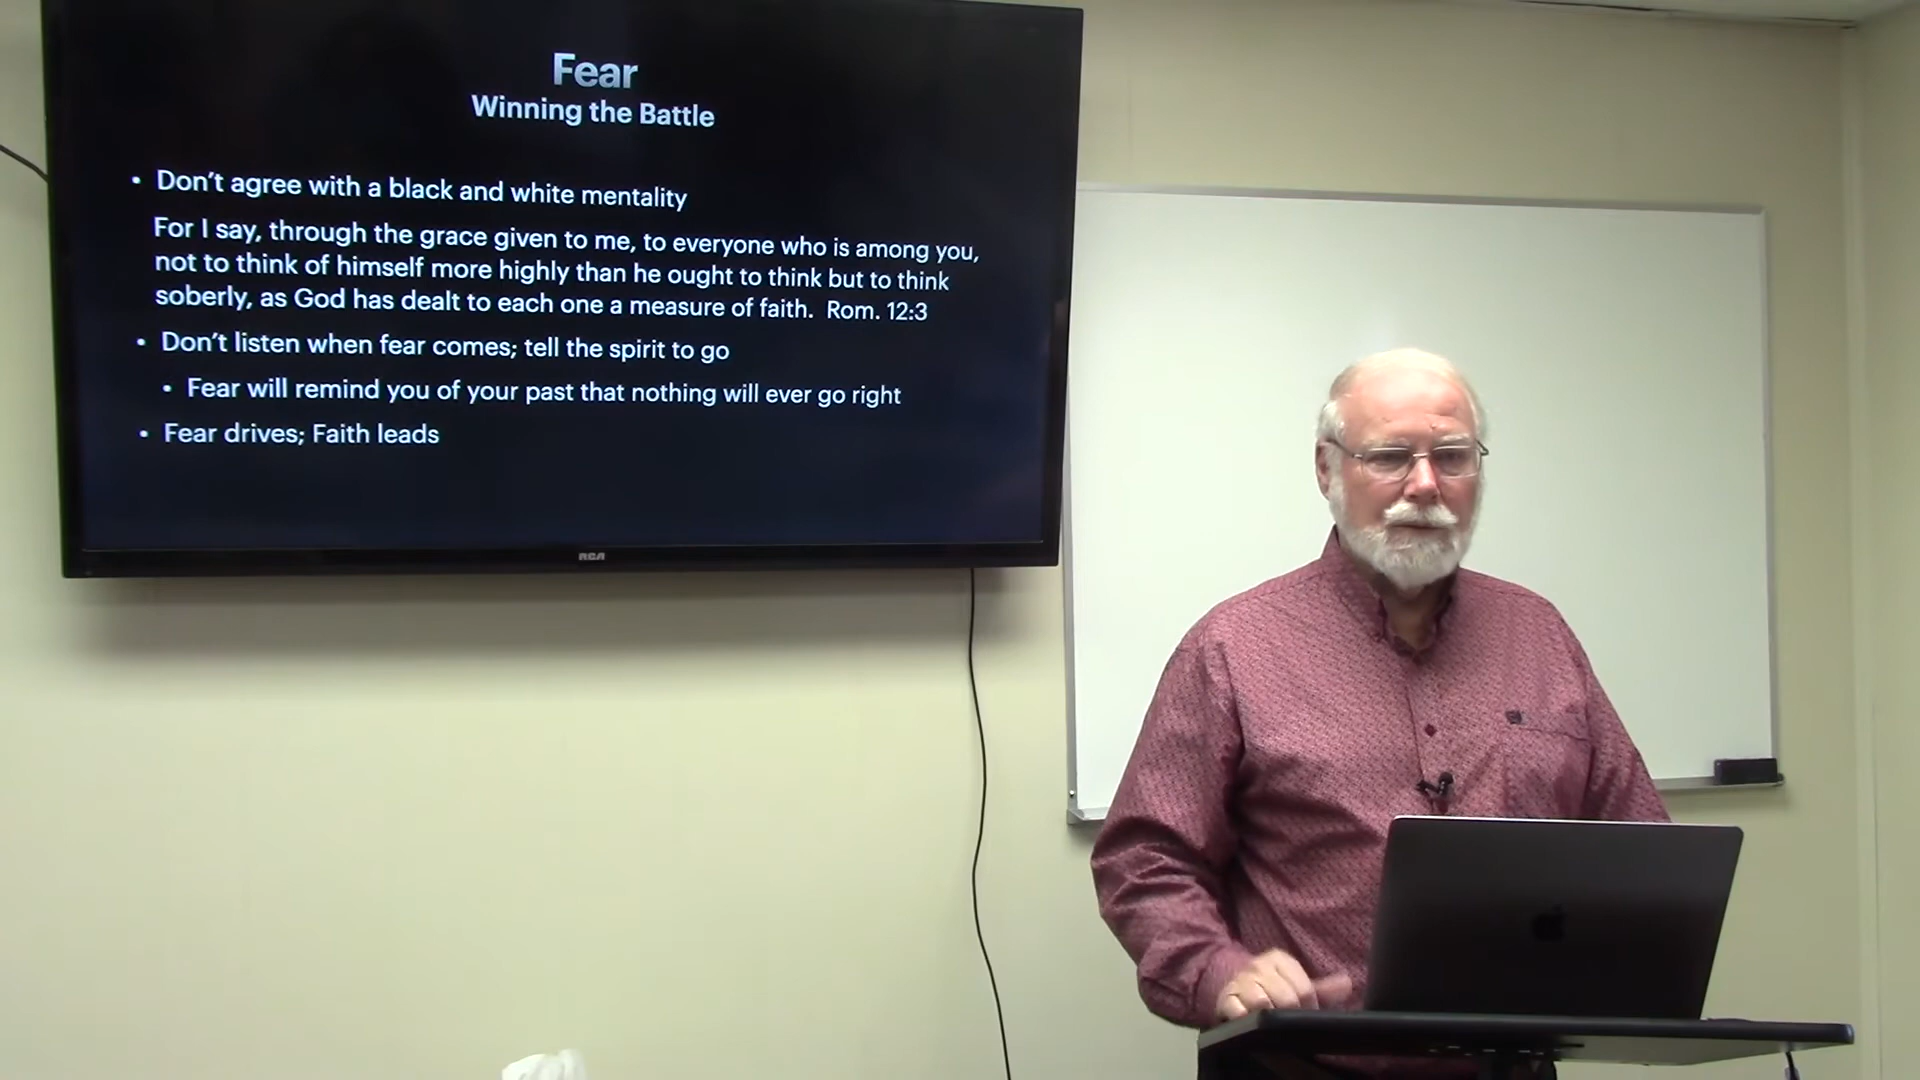 Fear
Winning the Battle
• Don't agree with a black and white mentality
For I say, through the grace given to me, to everyone who is among you,
not to think of himself more highly than he ought to think but to think
soberly, as God has dealt to each one a measure of faith. Rom. 12:3
• Don't listen when fear comes; tell the spirit to go
• Fear will remind you of your past that nothing will ever go right
• Fear drives; Faith leads
RCA